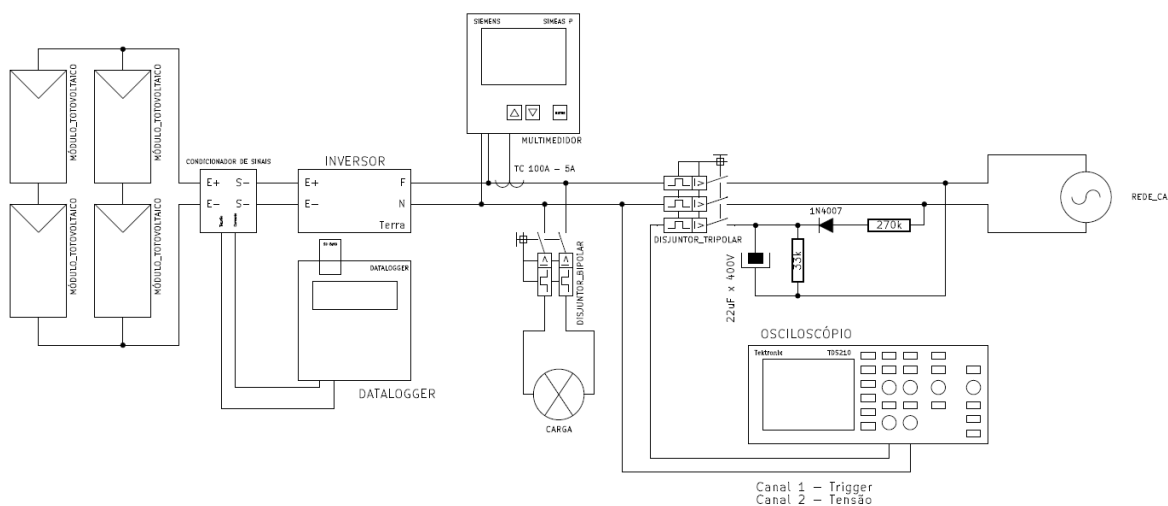 SIEMENS SIMEAS P
MULTIMEDIDOR
MÓDULO_TOTOVOLTAICO
MÓDULO_TOTOVOLTAICO
MÓDULO_TOTOVOLTAICO
MÓDULO_TOTOVOLTAICO
CONDICIONADOR DE SINAIS
E+ S-
E- S-
INVERSOR
E+ F
E- N
Terra
TC 100A - 5A
DISJUNTOR_TRIPOLAR
1N4007
270k
33k
22uF x 400V
REDE_CA
DISJUNTOR_BIPOLAR
CARGA
DATALOGGER
DATALOGGER
OSCILOSCÓPIO
Tektronix TDS210
Canal 1 - Trigger
Canal 2 - Tensão